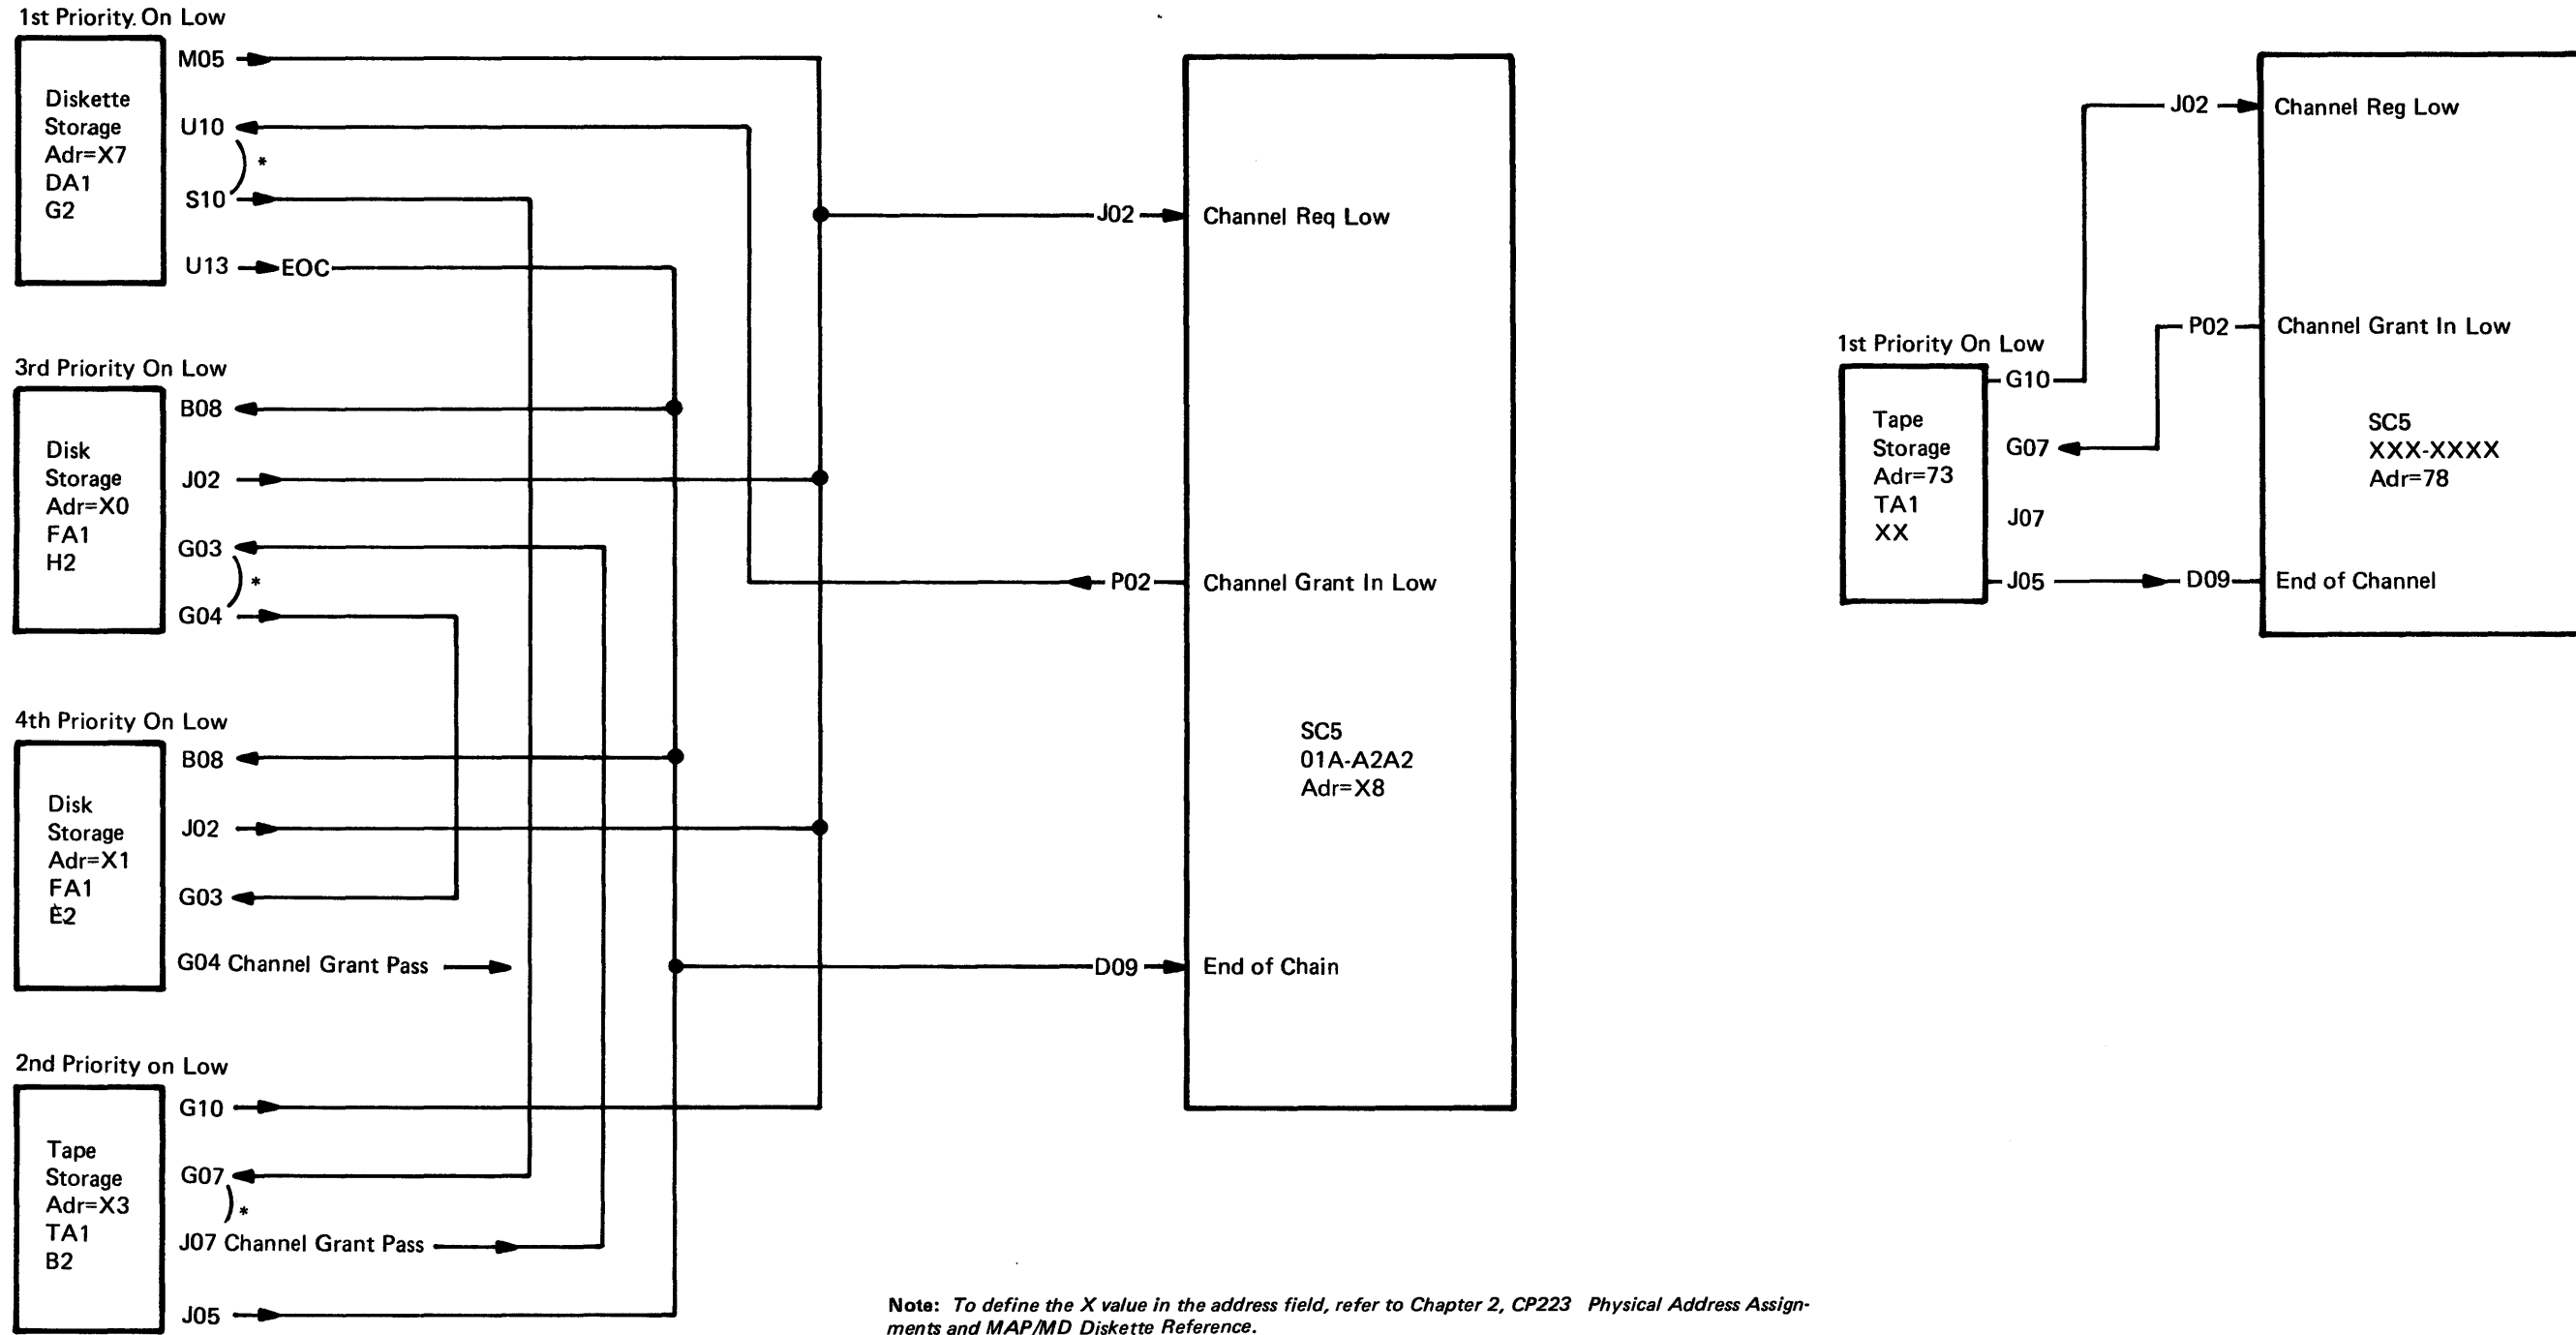 1st Priority. On Low
M05
Diskette
Storage
Adr=X7
DA1
G2
U10
*
S10
U13
EOC
3rd Priority On Low
B08
Disk
Storage
Adr=X0
FA1
H2
J02
G03
*
G04
4th Priority On Low
B08
Disk
Storage
Adr=X1
FA1
E2
J02
G03
G04 Channel Grant Pass
2nd Priority on Low
G10
Tape
Storage
Adr=X3
TA1
B2
G07
*
J07 Channel Grant Pass
J05
J02
Channel Req Low
P02
Channel Grant In Low
SC5
01A-A2A2
Adr=X8
D09
End of Chain
Note: To define the X value in the address field, refer to Chapter 2, CP223 Physical Address Assign-
ments and MAP/MD Diskette Reference.
1st Priority On Low
Tape
Storage
Adr=73
TA1
XX
G10
G07
J07
J05
J02
Channel Reg Low
P02
Channel Grant In Low
SC5
XXX-XXXX
Adr=78
D09
End of Channel